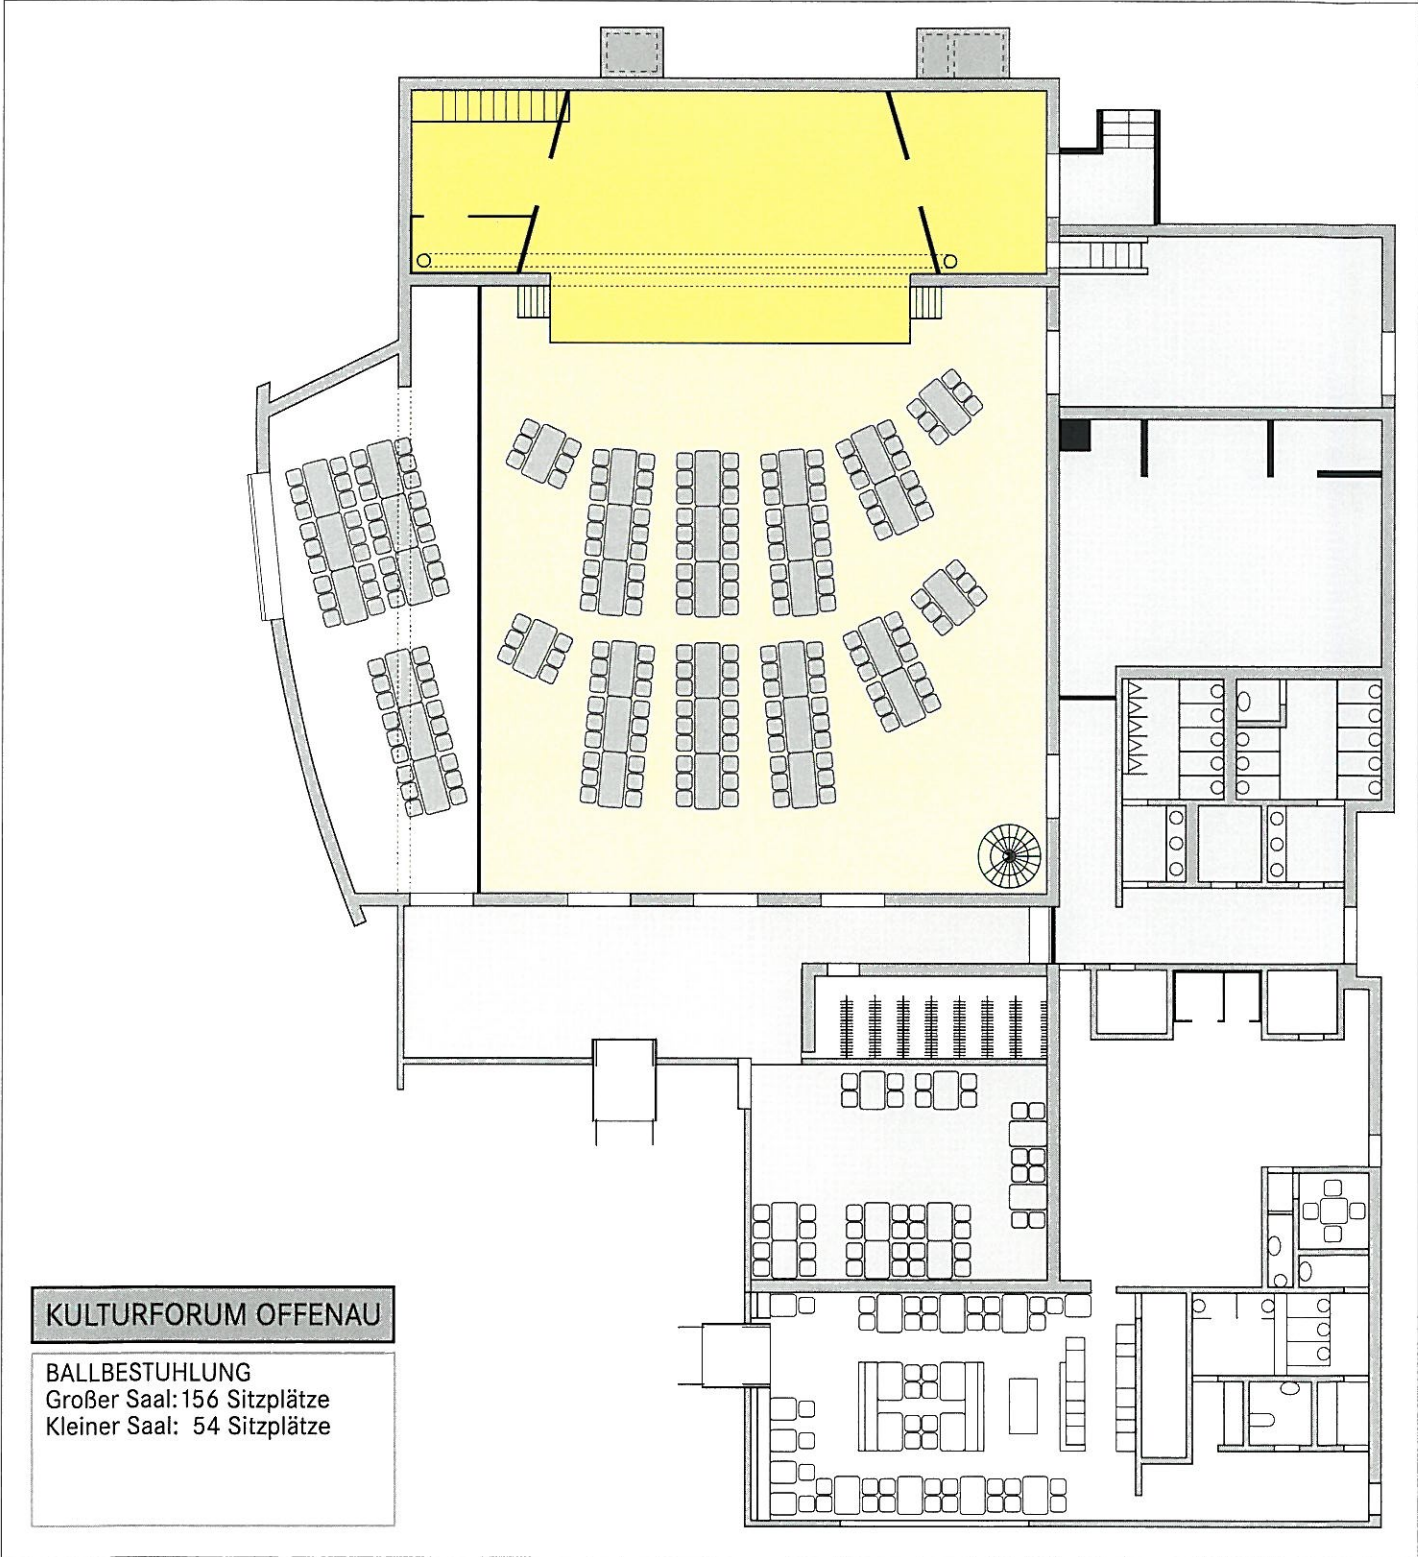 KULTURFORUM OFFENAU
BALLBESTUHLUNG
Großer Saal: 156 Sitzplätze
Kleiner Saal: 54 Sitzplätze